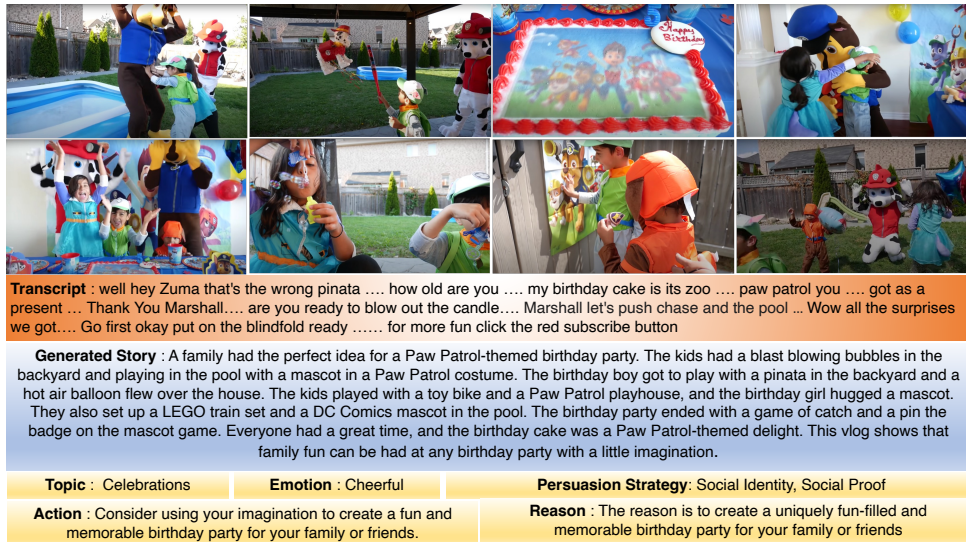 Happy
Birthday
Transcript : well hey Zuma that's the wrong pinata …. how old are you …. my birthday cake is its zoo …. paw patrol you …. got as a
present … Thank You Marshall…. are you ready to blow out the candle…. Marshall let's push chase and the pool ... Wow all the surprises
we got…. Go first okay put on the blindfold ready …… for more fun click the red subscribe button
Generated Story : A family had the perfect idea for a Paw Patrol-themed birthday party. The kids had a blast blowing bubbles in the
backyard and playing in the pool with a mascot in a Paw Patrol costume. The birthday boy got to play with a pinata in the backyard and a
hot air balloon flew over the house. The kids played with a toy bike and a Paw Patrol playhouse, and the birthday girl hugged a mascot.
They also set up a LEGO train set and a DC Comics mascot in the pool. The birthday party ended with a game of catch and a pin the
badge on the mascot game. Everyone had a great time, and the birthday cake was a Paw Patrol-themed delight. This vlog shows that
family fun can be had at any birthday party with a little imagination.
Topic : Celebrations
Emotion : Cheerful
Persuasion Strategy: Social Identity, Social Proof
Action : Consider using your imagination to create a fun and
memorable birthday party for your family or friends.
Reason : The reason is to create a uniquely fun-filled and
memorable birthday party for your family or friends